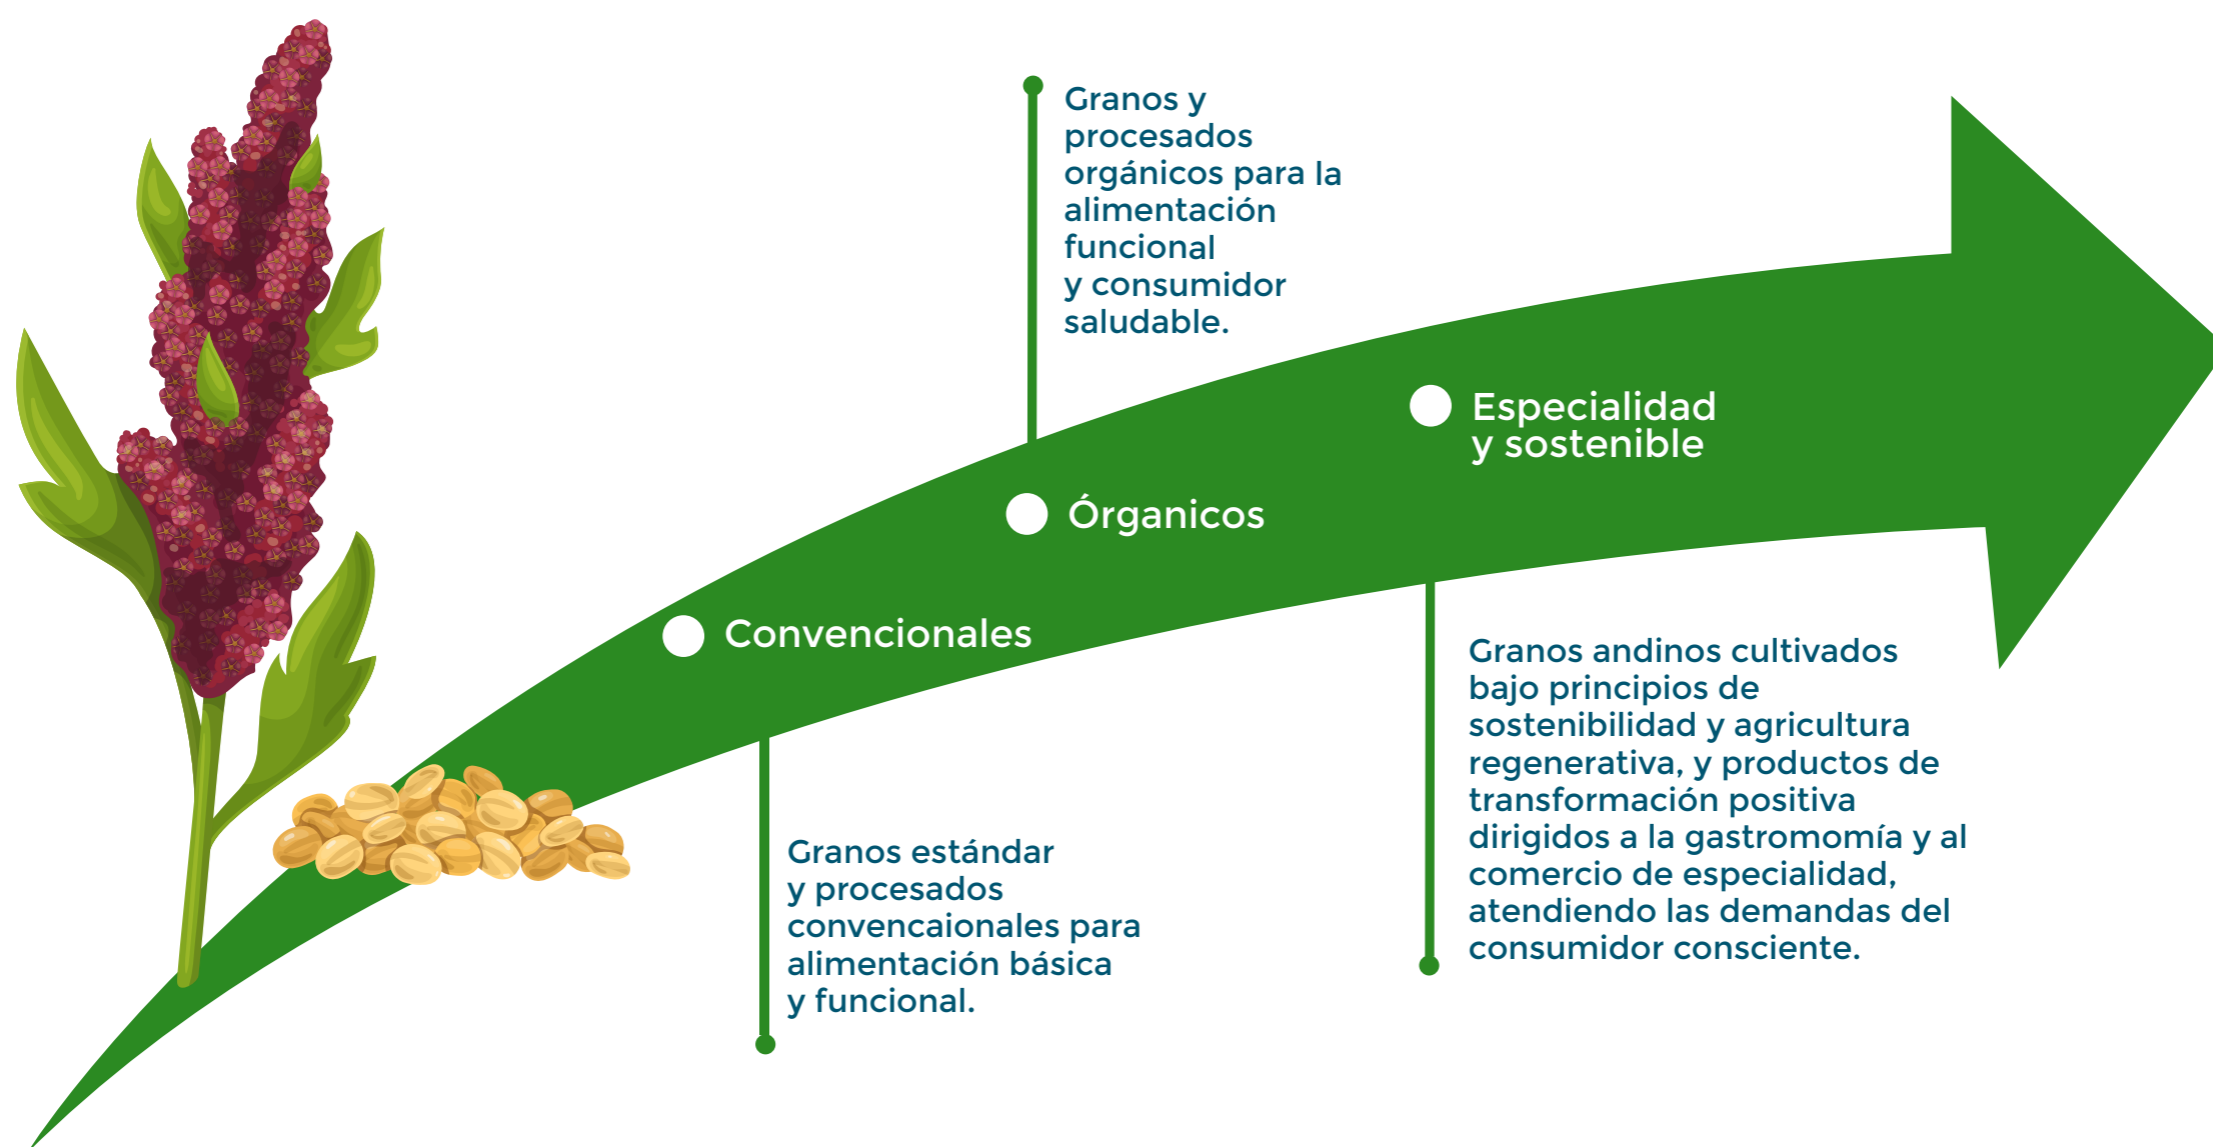 Granos y
procesados
orgánicos para la
alimentación
funcional
y consumidor
saludable.
Especialidad
y sostenible
Órganicos
Convencionales
Granos estándar
y procesados
convencaionales para
alimentación básica
y funcional.
Granos andinos cultivados
bajo principios de
sostenibilidad y agricultura
regenerativa, y productos de
transformación positiva
dirigidos a la gastromomía y al
comercio de especialidad,
atendiendo las demandas del
consumidor consciente.